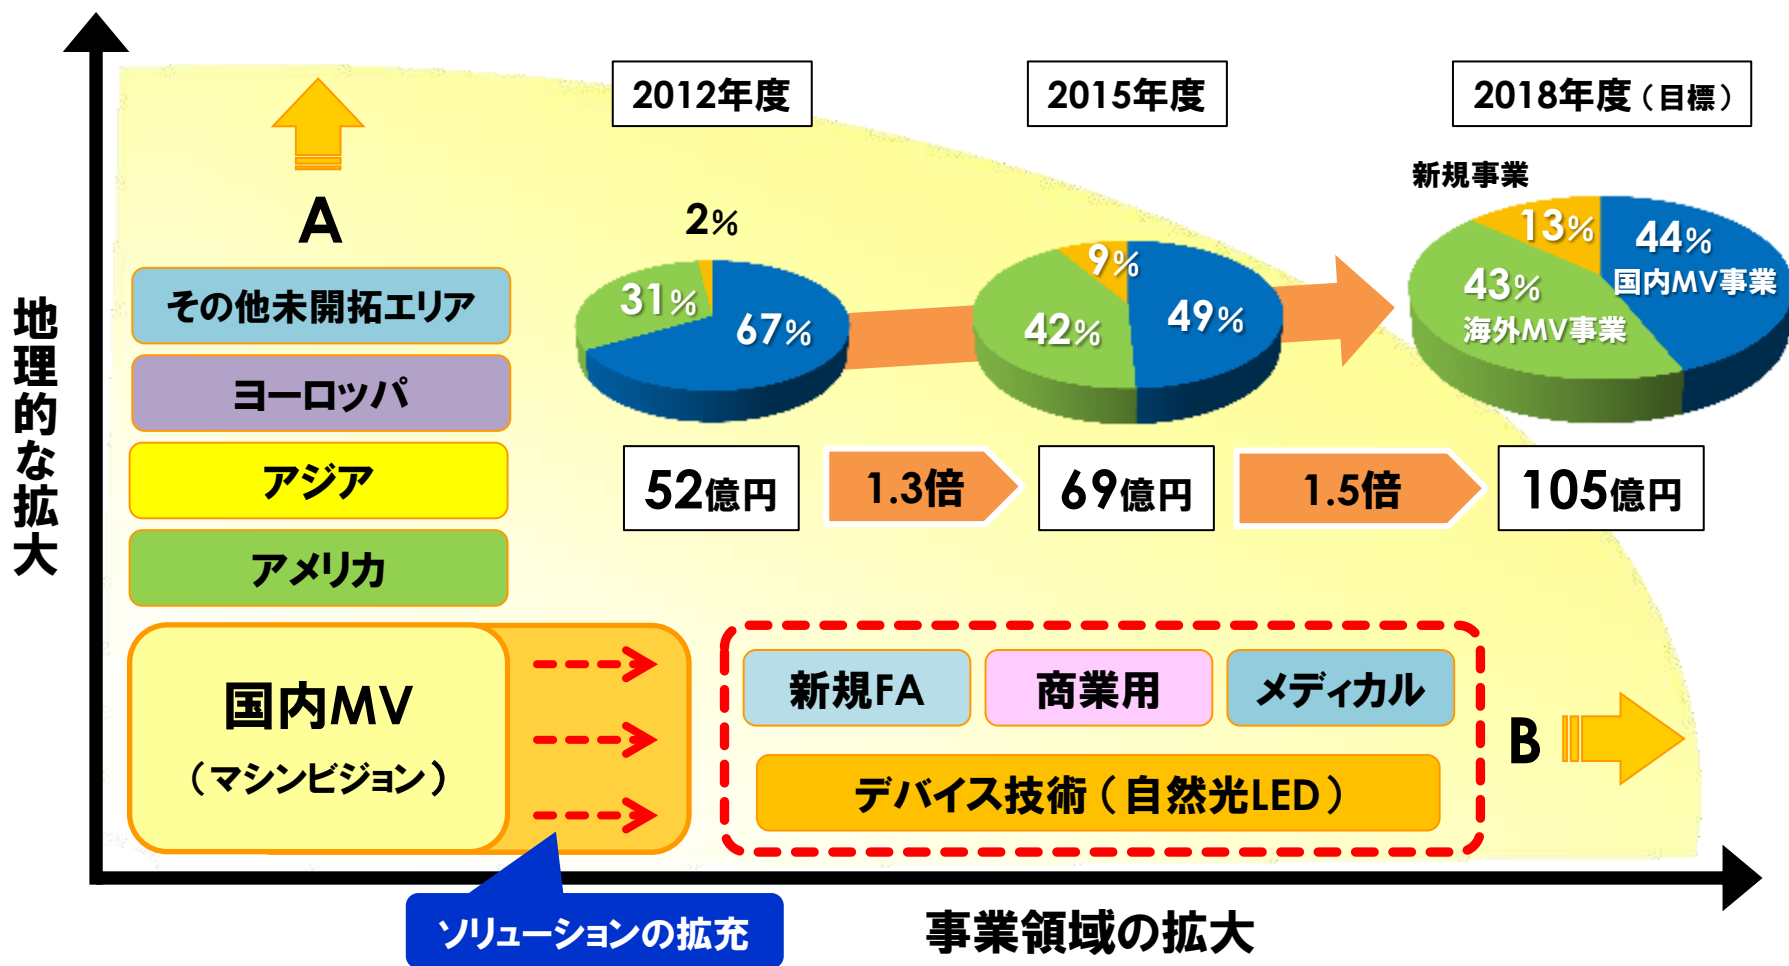 2012年度
2015年度
2018年度（目標）
新規事業
2%
31%
67%
9%
42%
49%
13%
44%
国内MV事業
43%
海外MV事業
52億円
1.3倍
69億円
1.5倍
105億円
地理的な拡大
A
その他未開拓エリア
ヨーロッパ
アジア
アメリカ
国内MV
（マシンビジョン）
新規FA
商業用
メディカル
デバイス技術（自然光LED）
B
ソリューションの拡充
事業領域の拡大